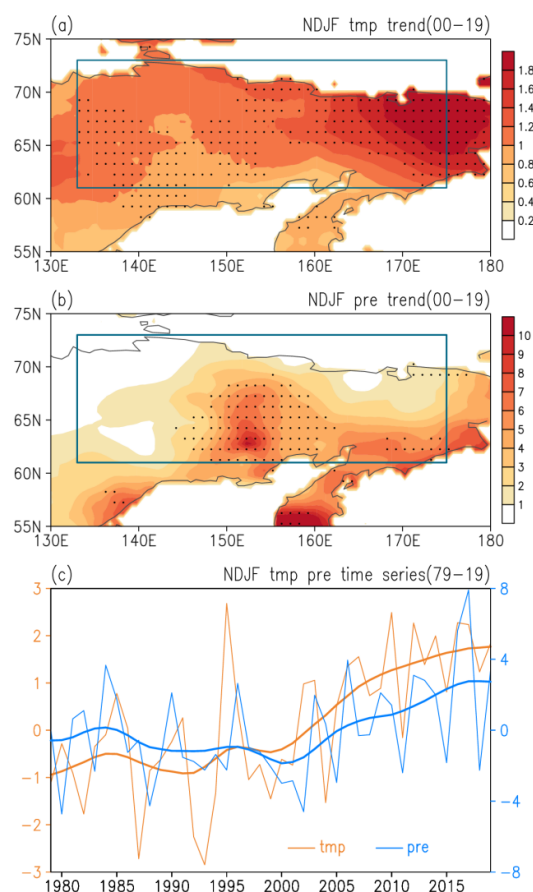 (a) NDJF tmp trend(00-19)
75N
70N
65N
60N
55N
130E 140E 150E 160E 170E 180
1.8
1.6
1.4
1.2
1
0.8
0.6
0.4
0.2
(b) NDJF pre trend(00-19)
75N
70N
65N
60N
55N
130E 140E 150E 160E 170E 180
10
9
8
7
6
5
4
3
2
1
(c) NDJF tmp pre time series(79-19)
3 8
2
4
1
0 0
-1
-4
-2
-3 -8
tmp pre
1980 1985 1990 1995 2000 2005 2010 2015